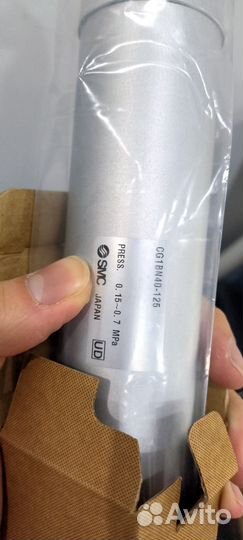 CG1BN40-125
PRESS. 0.15~0.7 MPa
SMC JAPAN
UD
Avito